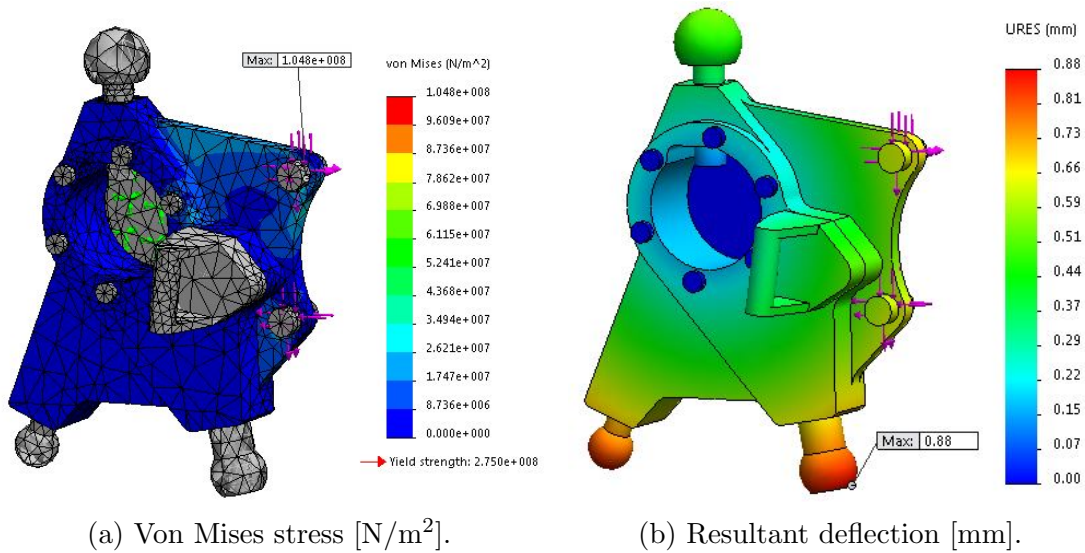 Max: 1.048e+008
von Mises (N/m^2)
1.048e+008
9.609e+007
8.736e+007
7.862e+007
6.988e+007
6.115e+007
5.241e+007
4.368e+007
3.494e+007
2.621e+007
1.747e+007
8.736e+006
0.000e+000
Yield strength: 2.750e+008
(a) Von Mises stress [N/m²].
URES (mm)
0.88
0.81
0.73
0.66
0.59
0.51
0.44
0.37
0.29
0.22
0.15
0.07
0.00
Max: 0.88
(b) Resultant deflection [mm].